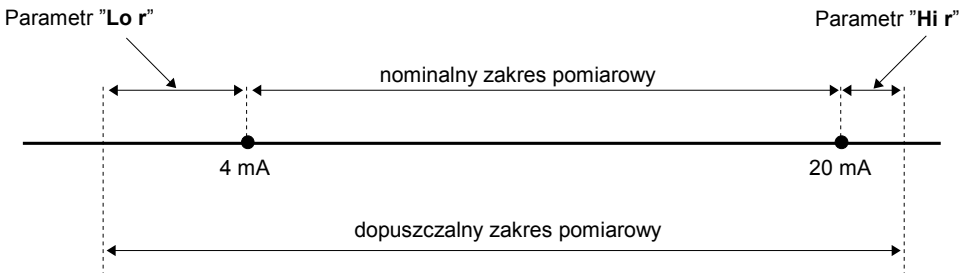 Parametr ”Lo r”
Parametr ”Hi r”
nominalny zakres pomiarowy
4 mA
20 mA
dopuszczalny zakres pomiarowy